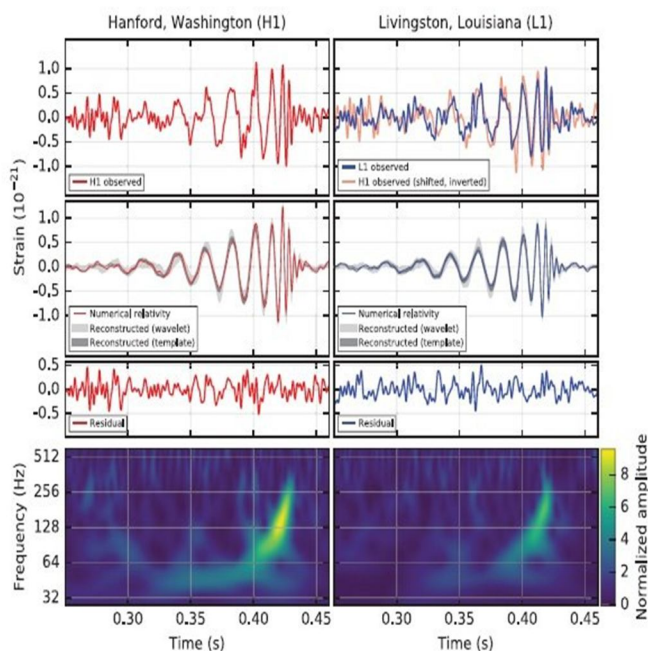 Hanford, Washington (H1)
Livingston, Louisiana (L1)
1.0
0.5
0.0
-0.5
-1.0
H1 observed
L1 observed
H1 observed (shifted, inverted)
Strain (10⁻²¹)
1.0
0.5
0.0
-0.5
-1.0
Numerical relativity
Reconstructed (wavelet)
Reconstructed (template)
Numerical relativity
Reconstructed (wavelet)
Reconstructed (template)
0.5
0.0
-0.5
Residual
Residual
Frequency (Hz)
512
256
128
64
32
0.30
0.35
0.40
0.45
Time (s)
0.30
0.35
0.40
0.45
Time (s)
8
6
4
2
0
Normalized amplitude